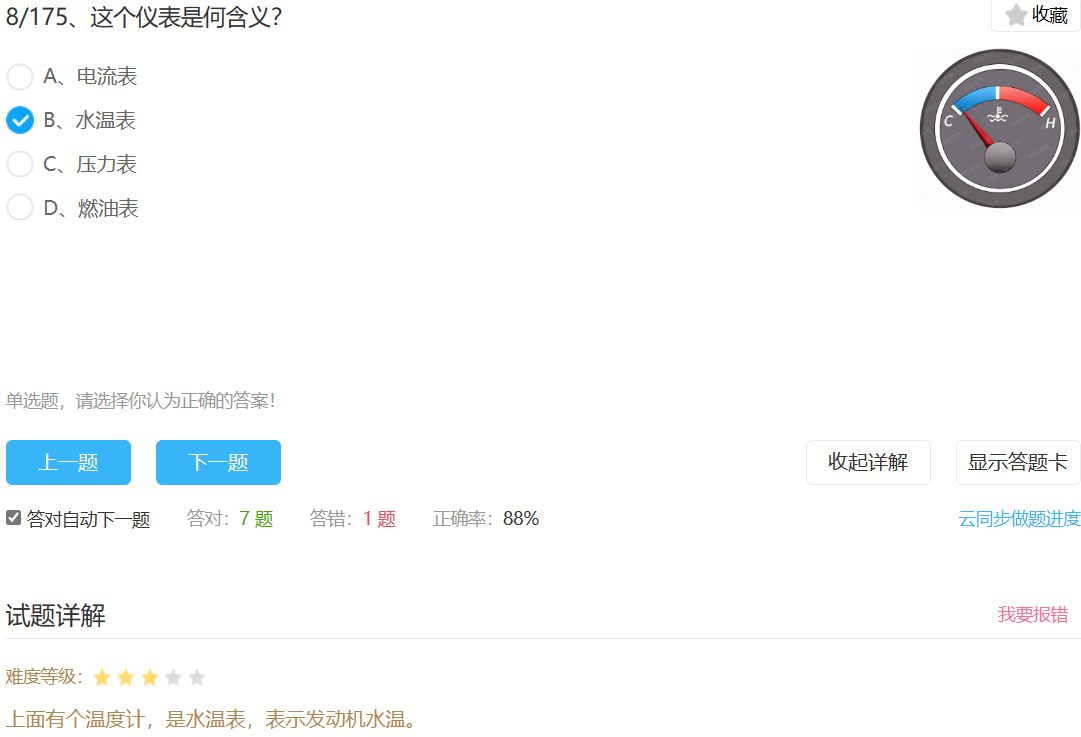 8/175、这个仪表是何含义?
收藏
A、电流表
B、水温表
C、压力表
D、燃油表
C
H
单选题，请选择你认为正确的答案!
上一题
下一题
收起详解
显示答题卡
答对自动下一题
答对：7 题
答错：1 题
正确率：88%
云同步做题进度
试题详解
我要报错
难度等级：
上面有个温度计，是水温表，表示发动机水温。